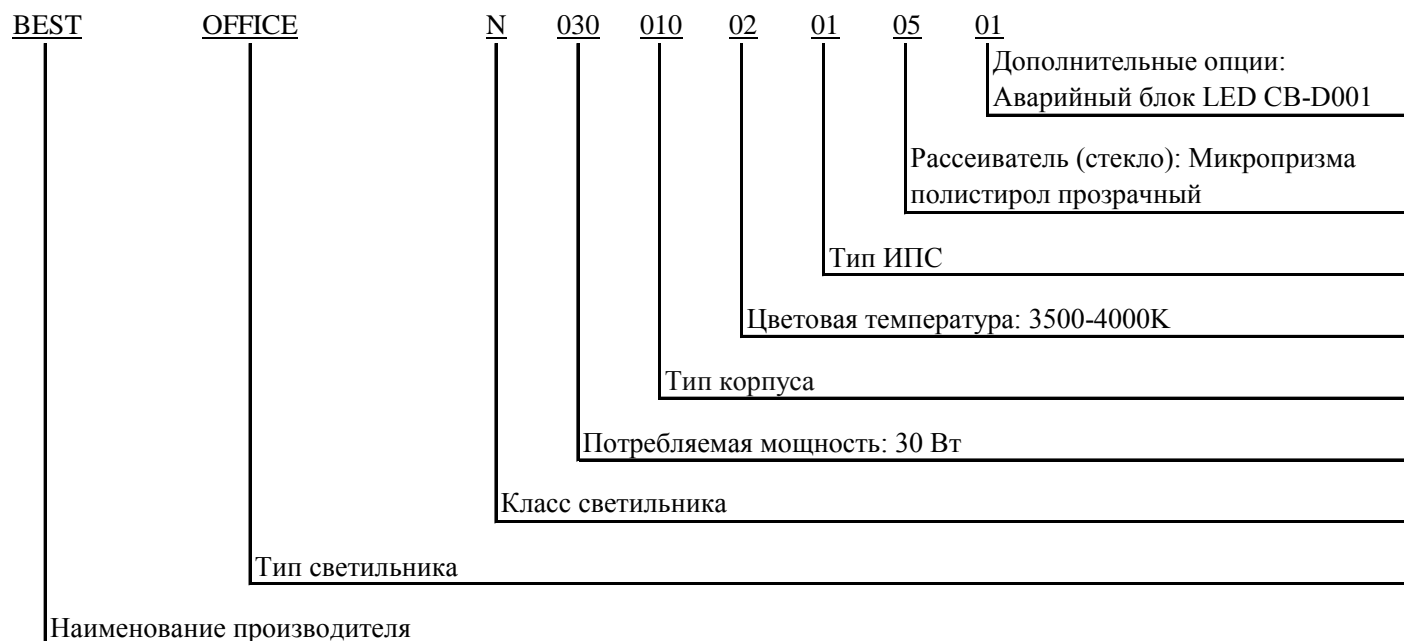 BEST OFFICE N 030 010 02 01 05 01
Дополнительные опции:
Аварийный блок LED CB-D001
Рассеиватель (стекло): Микропризма
полистирол прозрачный
Тип ИПС
Цветовая температура: 3500-4000K
Тип корпуса
Потребляемая мощность: 30 Вт
Класс светильника
Тип светильника
Наименование производителя